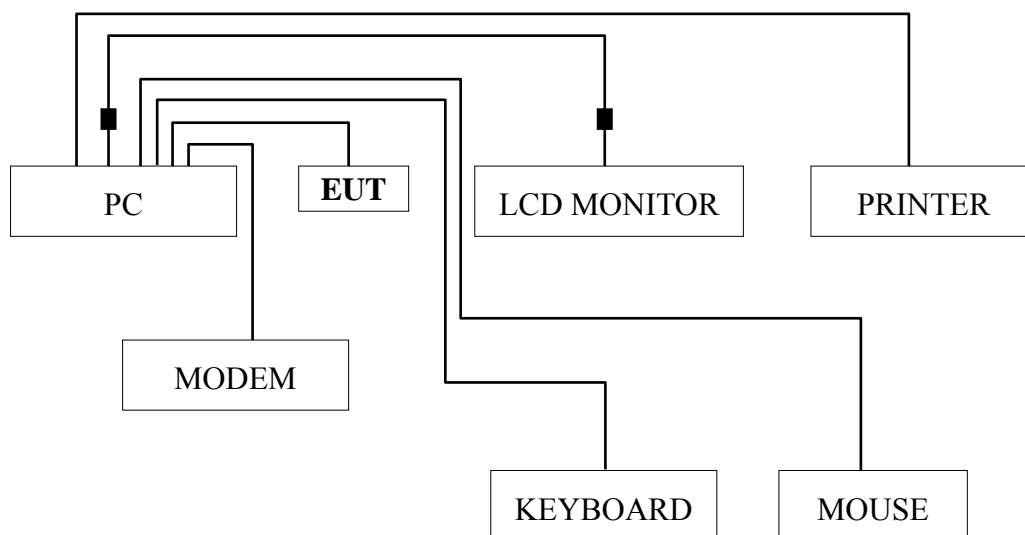 PC
EUT
LCD MONITOR
PRINTER
MODEM
KEYBOARD
MOUSE